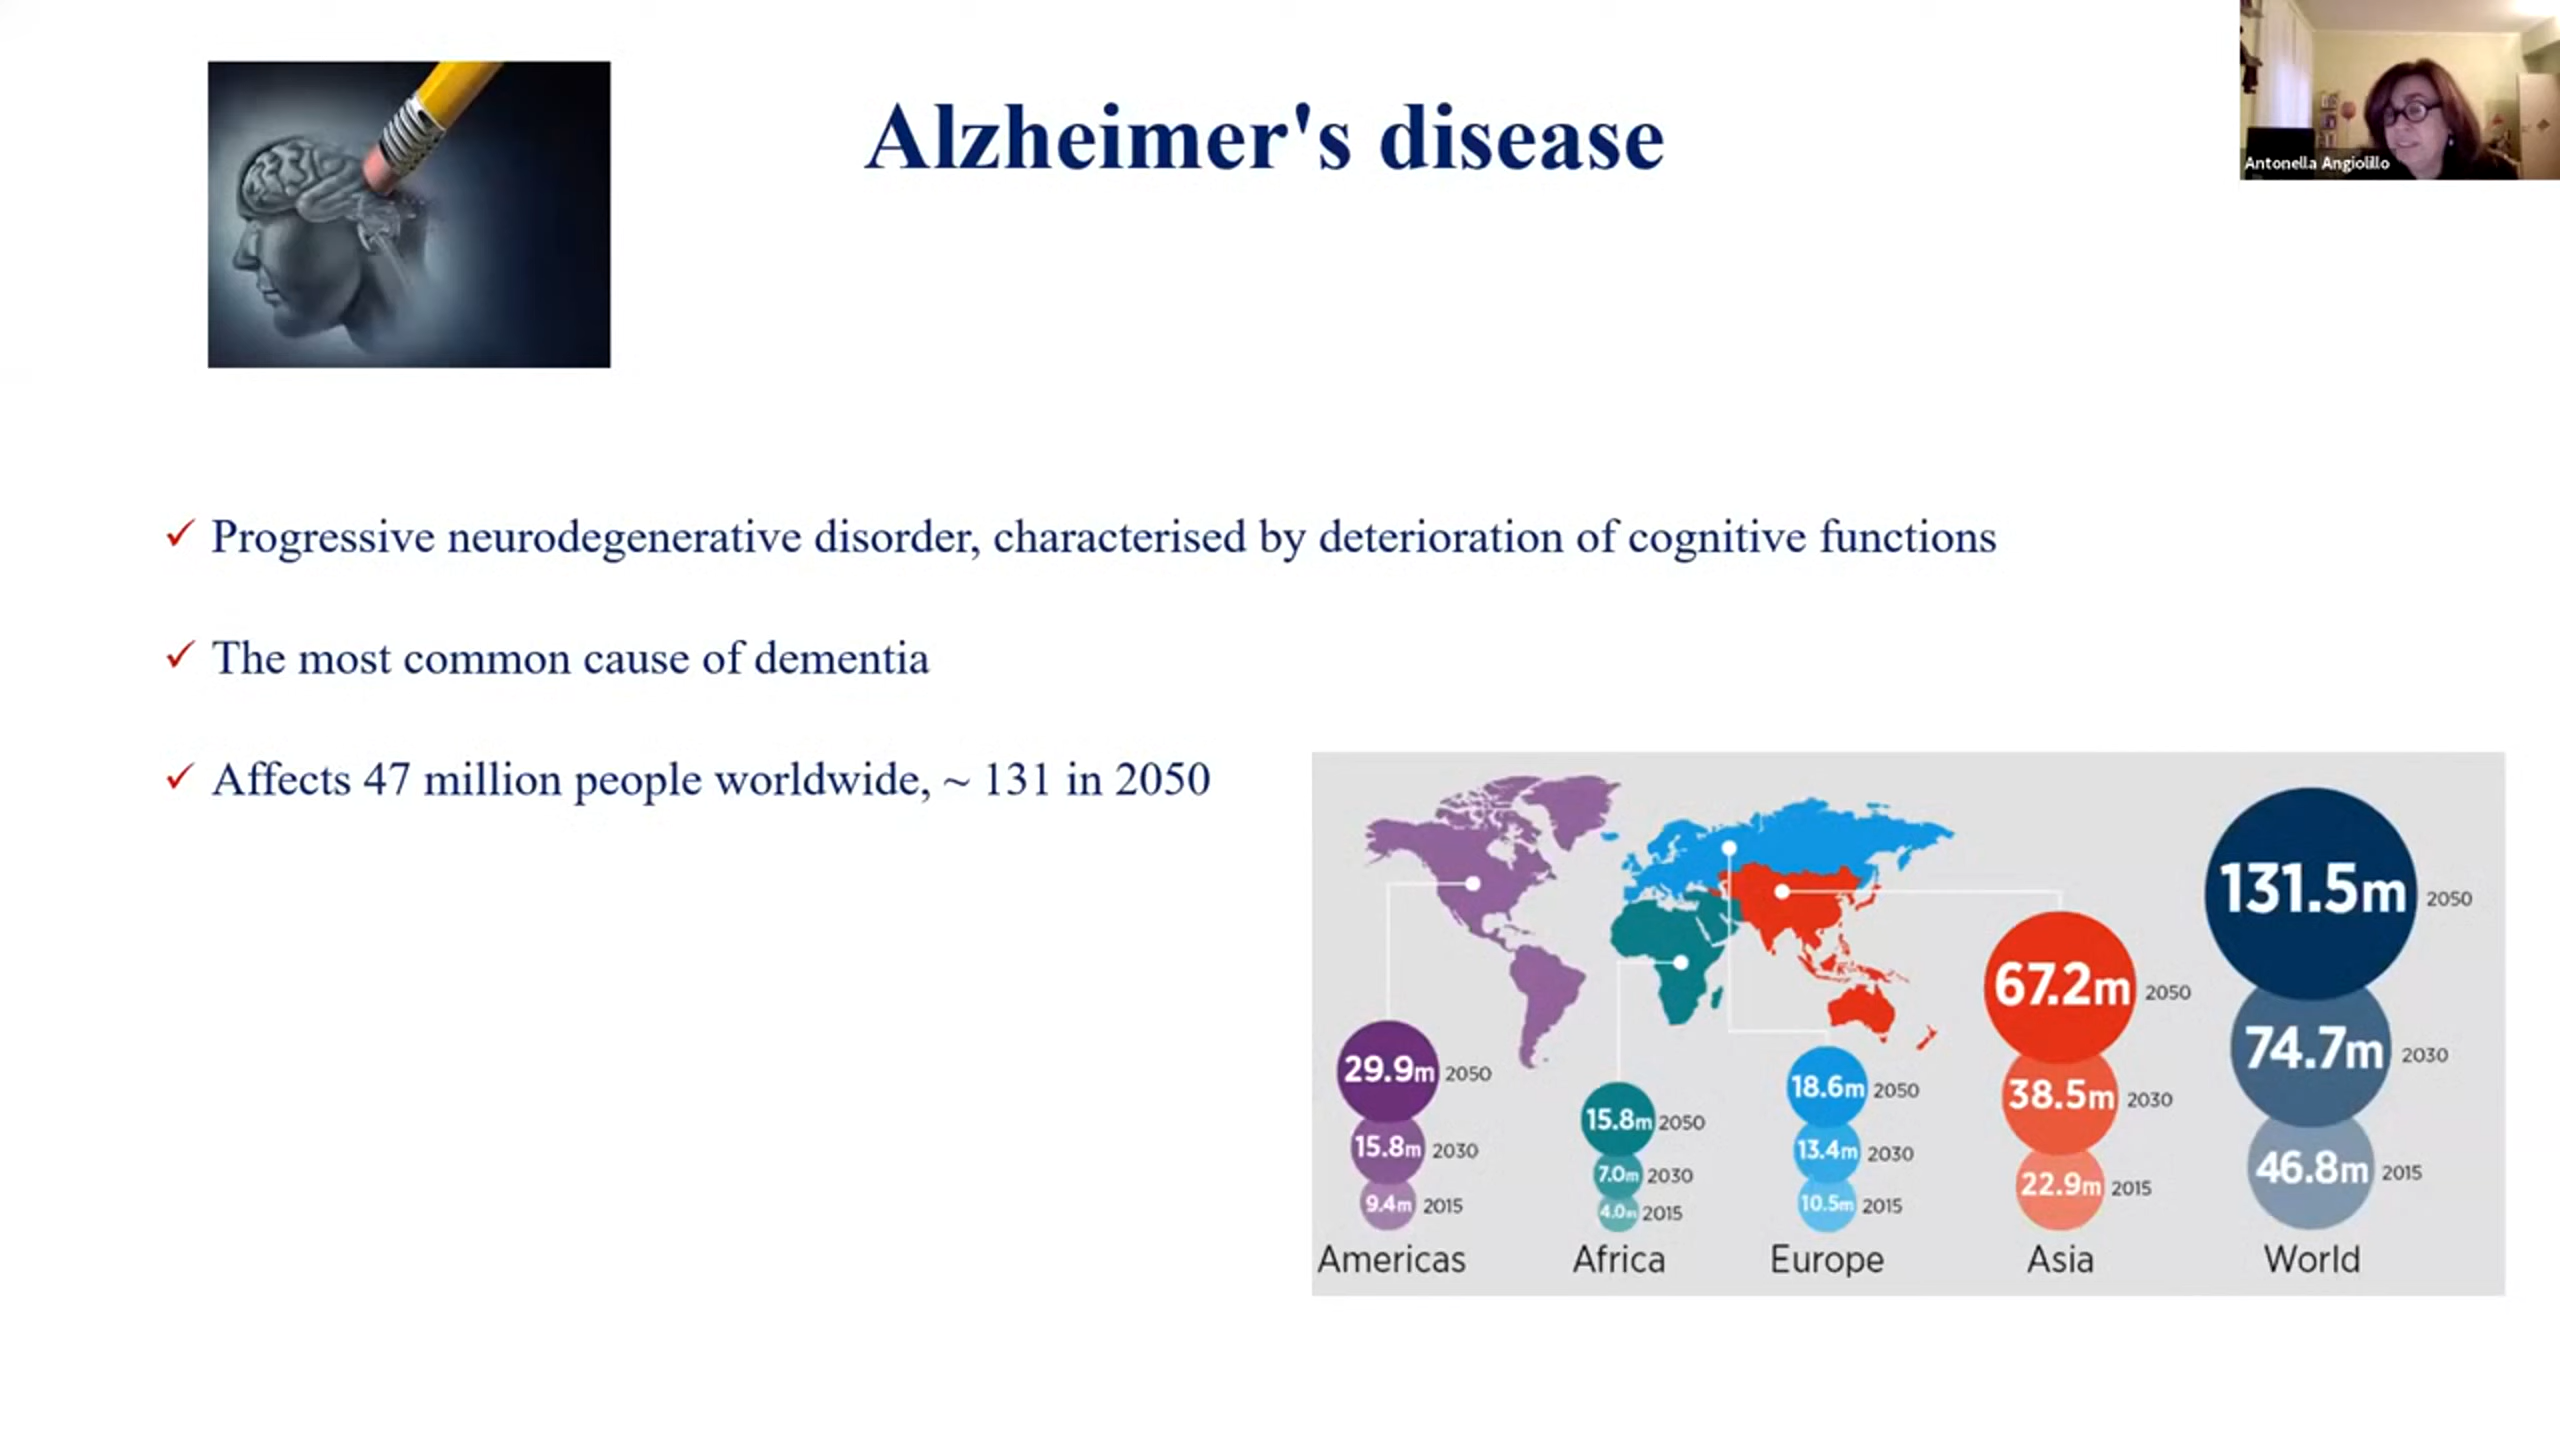 Alzheimer's disease
Antonella Angiolillo
✓ Progressive neurodegenerative disorder, characterised by deterioration of cognitive functions
✓ The most common cause of dementia
✓ Affects 47 million people worldwide, ~ 131 in 2050
29.9m 2050
15.8m 2030
9.4m 2015
Americas
15.8m 2050
7.0m 2030
4.0m 2015
Africa
18.6m 2050
13.4m 2030
10.5m 2015
Europe
67.2m 2050
38.5m 2030
22.9m 2015
Asia
131.5m 2050
74.7m 2030
46.8m 2015
World